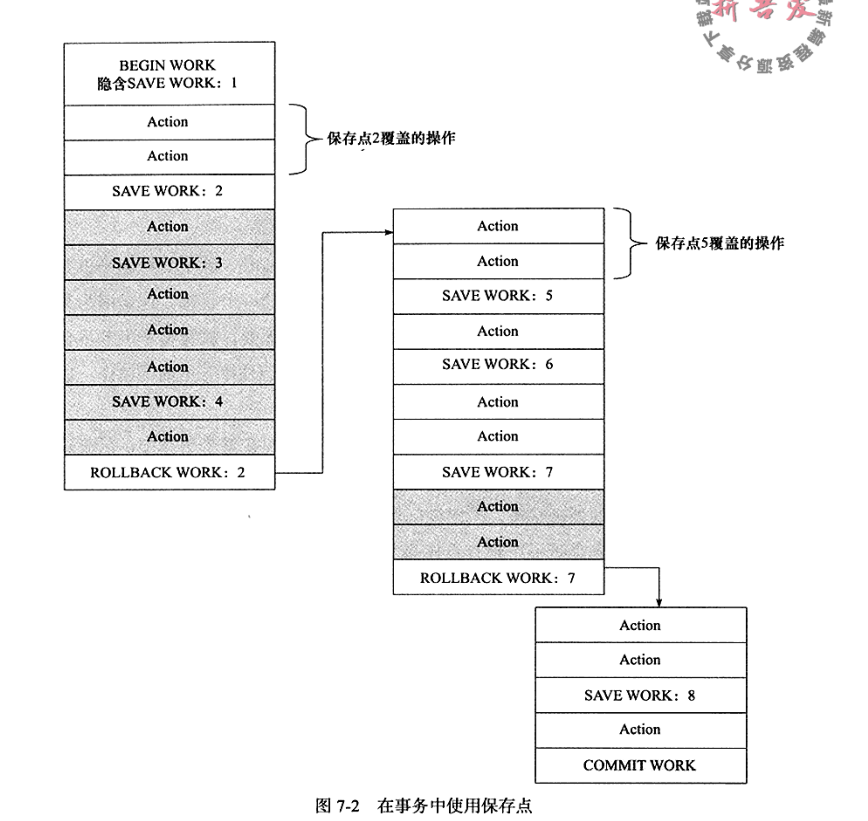 BEGIN WORK
隐含SAVE WORK：1
Action
Action
保存点2覆盖的操作
SAVE WORK：2
Action
SAVE WORK：3
Action
Action
Action
SAVE WORK：4
Action
ROLLBACK WORK：2
Action
Action
保存点5覆盖的操作
SAVE WORK：5
Action
SAVE WORK：6
Action
Action
SAVE WORK：7
Action
Action
ROLLBACK WORK：7
Action
Action
SAVE WORK：8
Action
COMMIT WORK
图 7-2 在事务中使用保存点